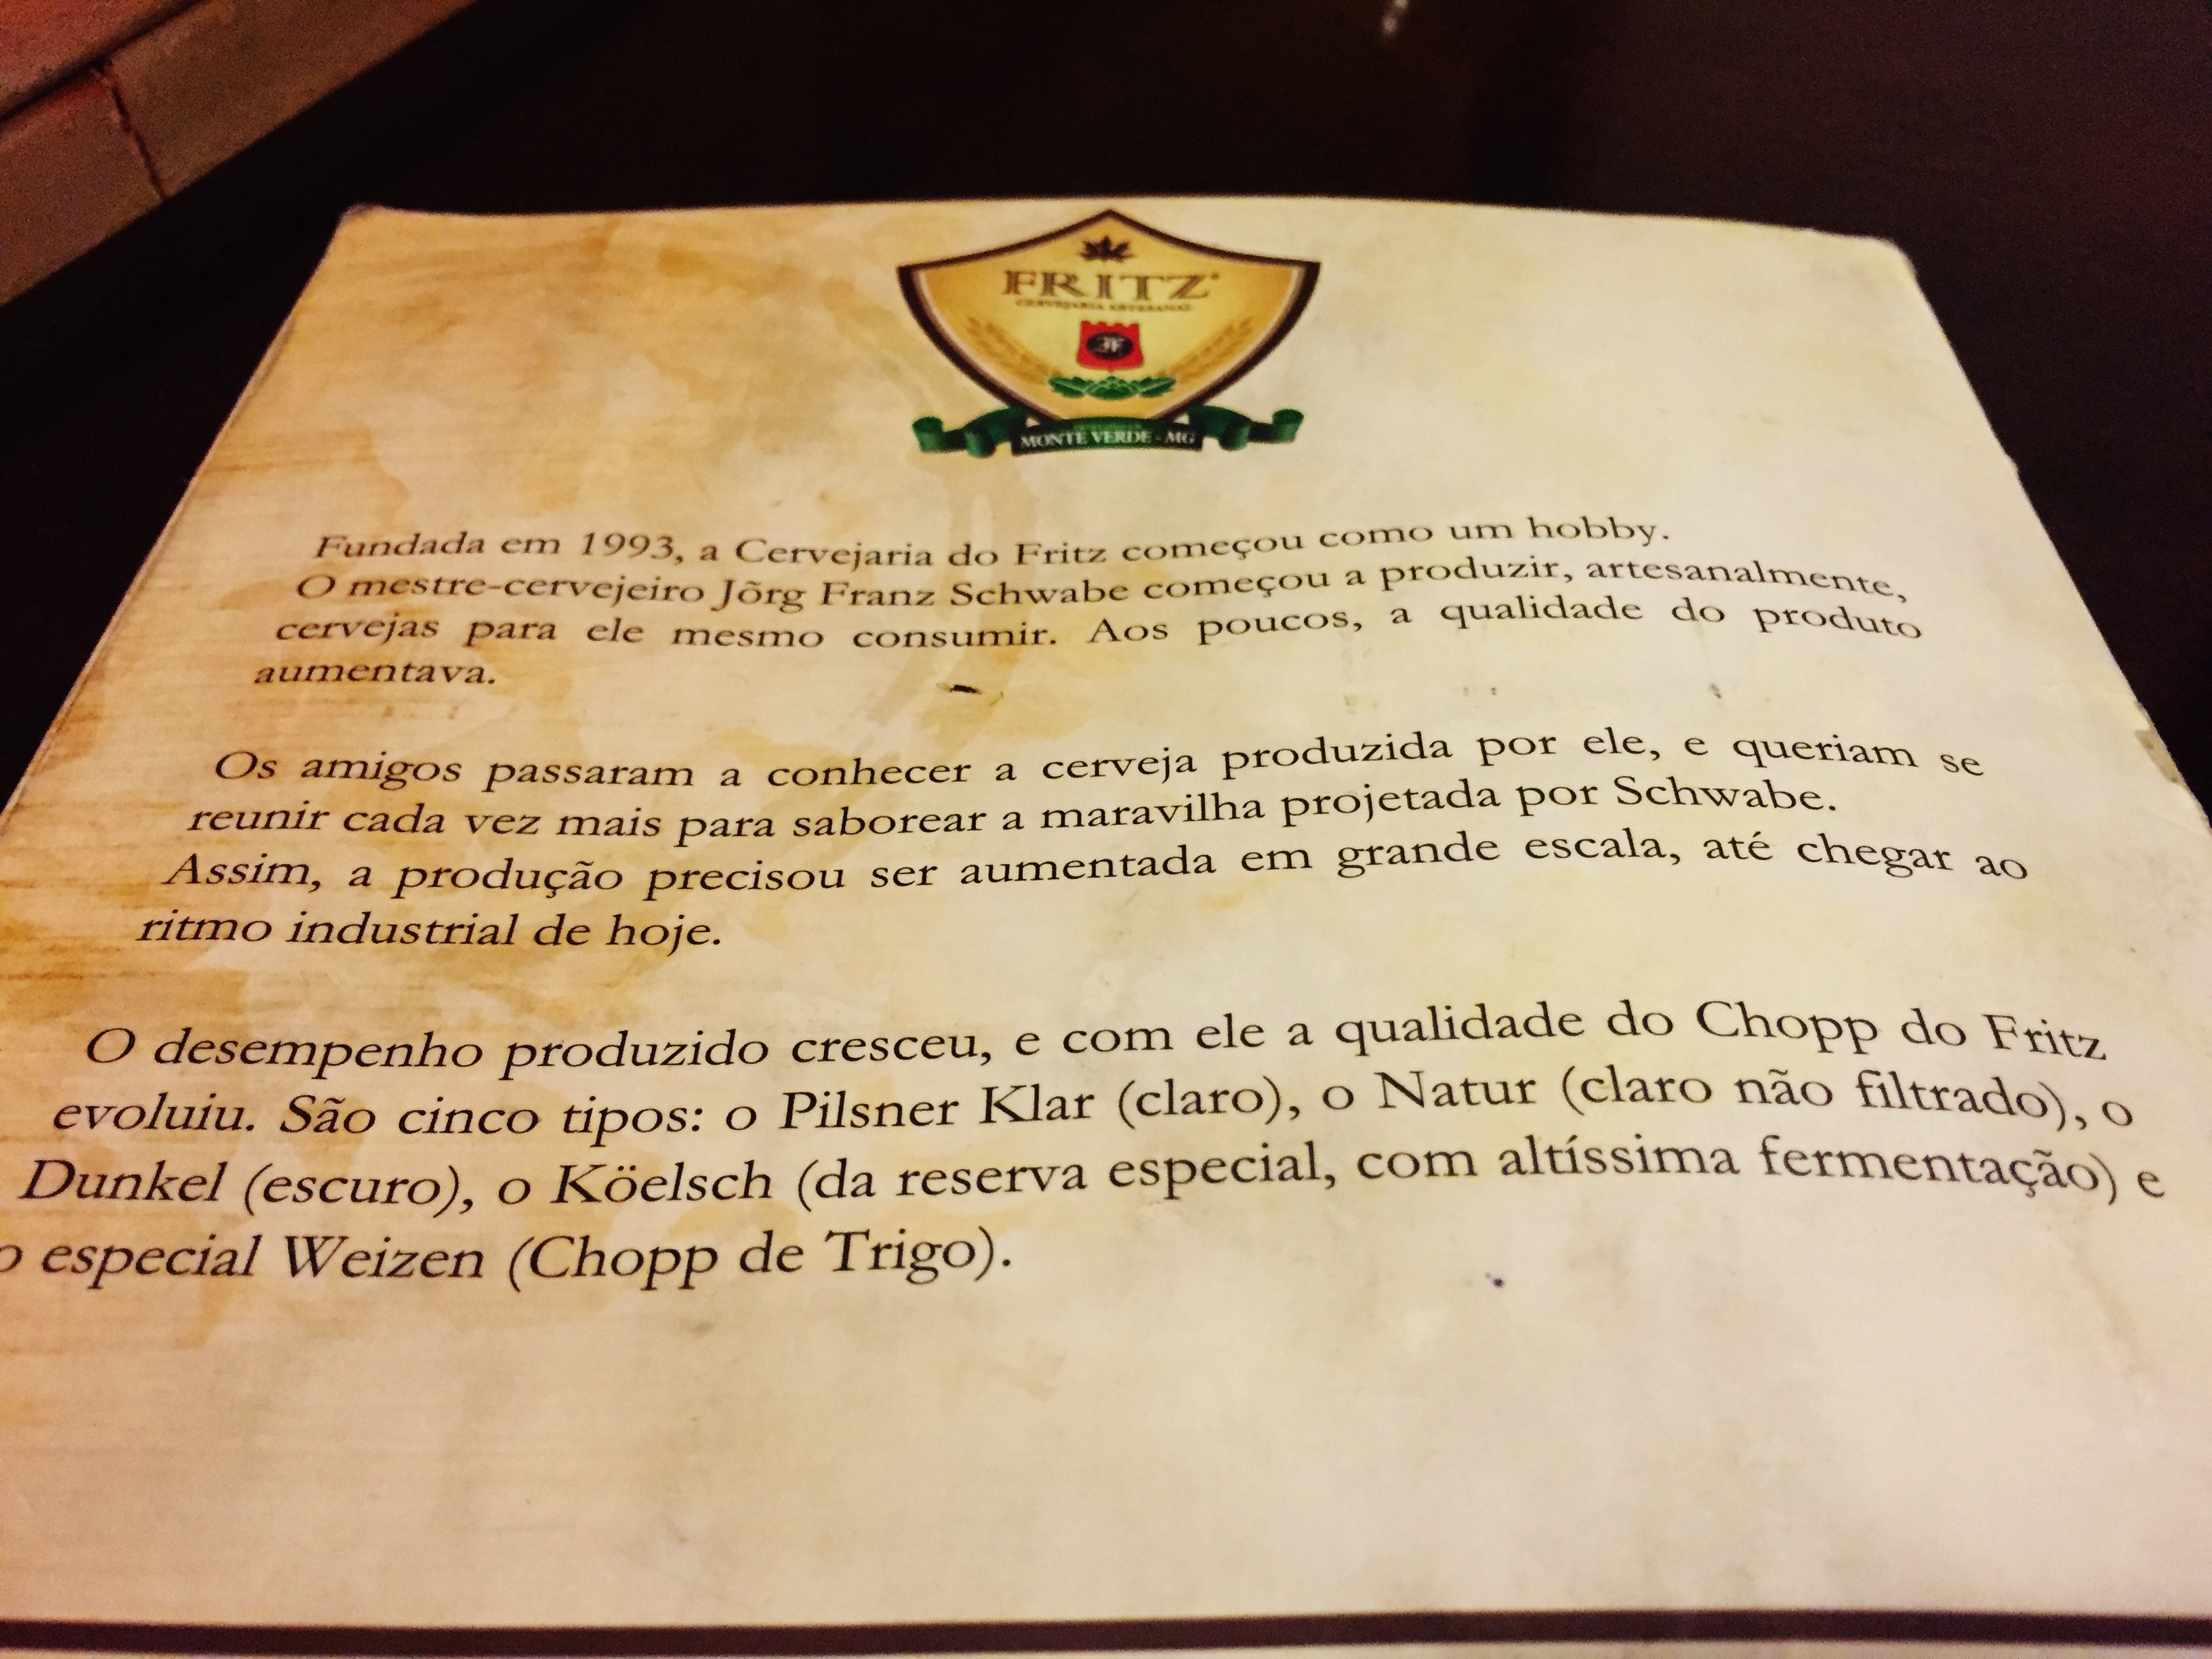 FRITZ
CERVEJARIA ARTESANAL
JF
MONTE VERDE - MG
Fundada em 1993, a Cervejaria do Fritz começou como um hobby.
O mestre-cervejeiro Jõrg Franz Schwabe começou a produzir, artesanalmente,
cervejas para ele mesmo consumir. Aos poucos, a qualidade do produto
aumentava.
Os amigos passaram a conhecer a cerveja produzida por ele, e queriam se
reunir cada vez mais para saborear a maravilha projetada por Schwabe.
Assim, a produção precisou ser aumentada em grande escala, até chegar ao
ritmo industrial de hoje.
O desempenho produzido cresceu, e com ele a qualidade do Chopp do Fritz
evoluiu. São cinco tipos: o Pilsner Klar (claro), o Natur (claro não filtrado), o
Dunkel (escuro), o Köelsch (da reserva especial, com altíssima fermentação) e
o especial Weizen (Chopp de Trigo).